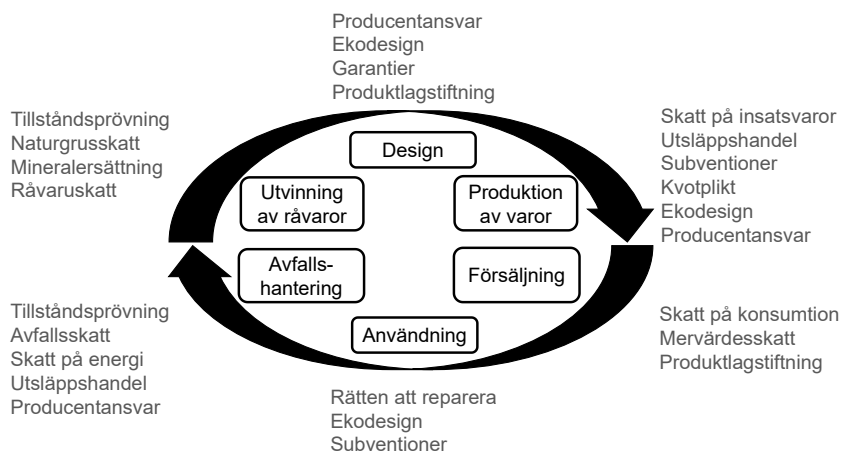 Producentansvar
Ekodesign
Garantier
Produktlagstiftning
Tillståndsprövning
Naturgrusskatt
Mineralersättning
Råvaruskatt
Skatt på insatsvaror
Utsläppshandel
Subventioner
Kvotplikt
Ekodesign
Producentansvar
Design
Utvinning
av råvaror
Produktion
av varor
Avfalls-
hantering
Försäljning
Användning
Tillståndsprövning
Avfallsskatt
Skatt på energi
Utsläppshandel
Producentansvar
Skatt på konsumtion
Mervärdesskatt
Produktlagstiftning
Rätten att reparera
Ekodesign
Subventioner